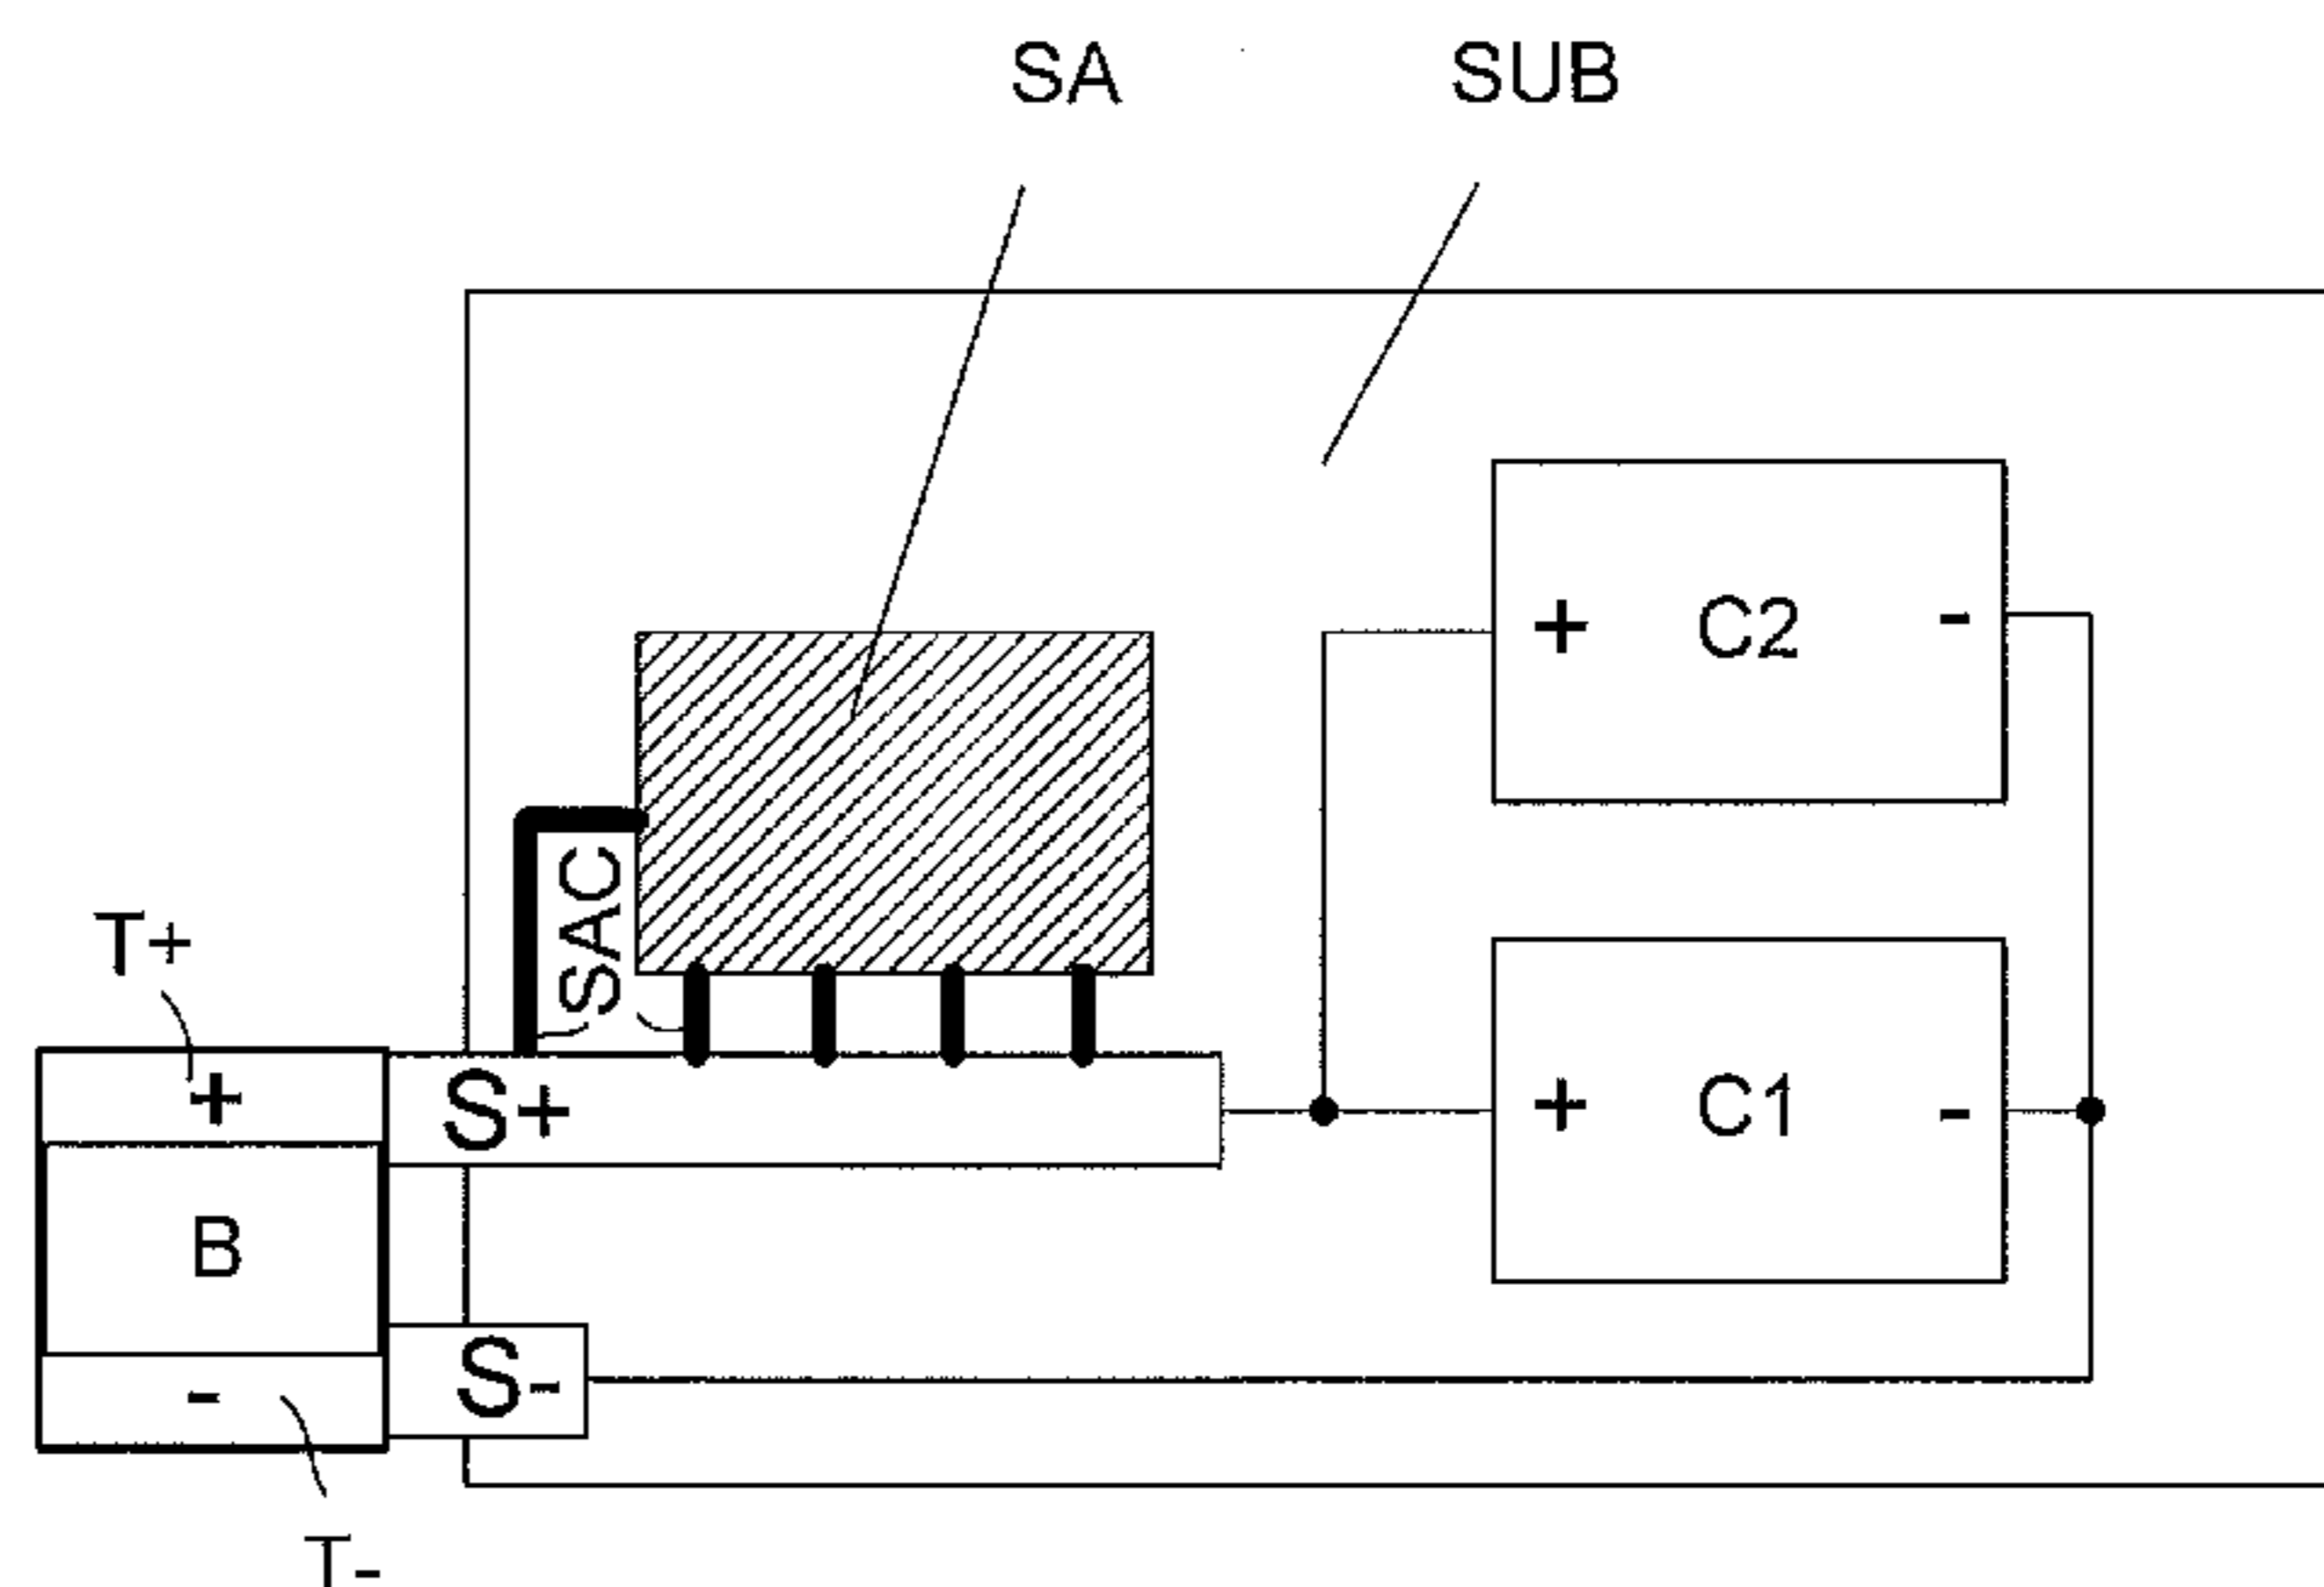 SA
SUB
+ C2 -
SAC
T+
+
S+
+ C1 -
B
S-
-
T-